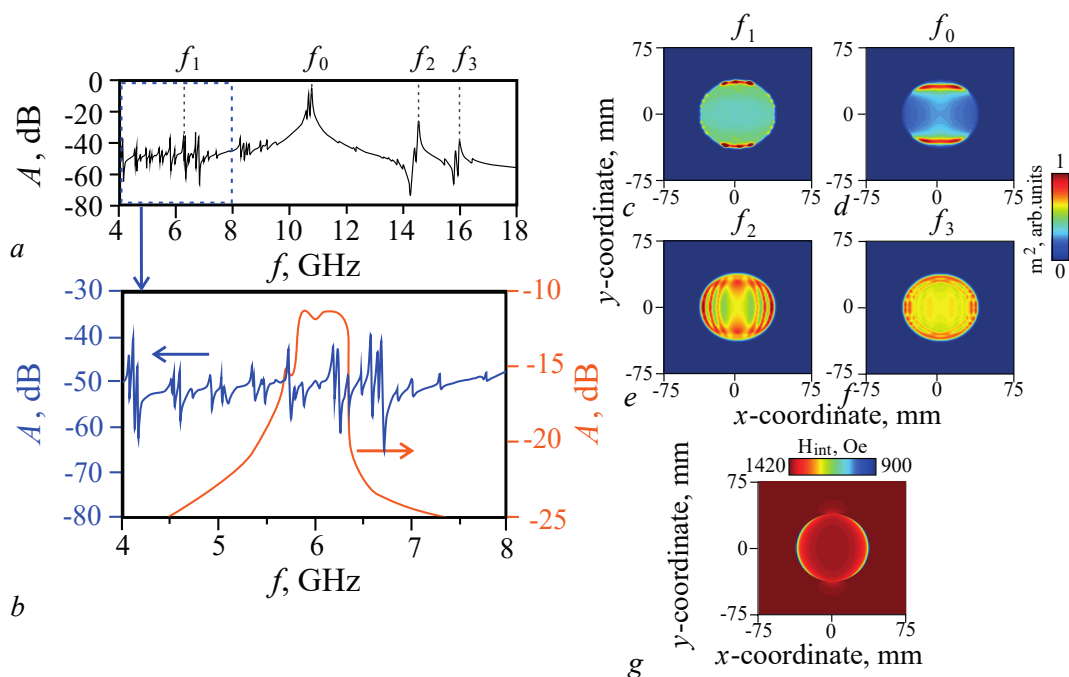 f1 f0 f2 f3
0
-20
-40
-60
-80
A, dB
4 6 8 10 12 14 16 18
f, GHz
a
-30
-40
-50
-60
-70
-80
A, dB
-10
-15
-20
-25
A, dB
4 5 6 7 8
f, GHz
b
f1
75
0
-75
-75 0 75
c
f0
75
0
-75
-75 0 75
d
y-coordinate, mm
1
0
m², arb.units
f2
75
0
-75
-75 0 75
e
f3
75
0
-75
-75 0 75
f
x-coordinate, mm
Hint, Oe
1420 900
75
0
-75
-75 0 75
y-coordinate, mm
x-coordinate, mm
g